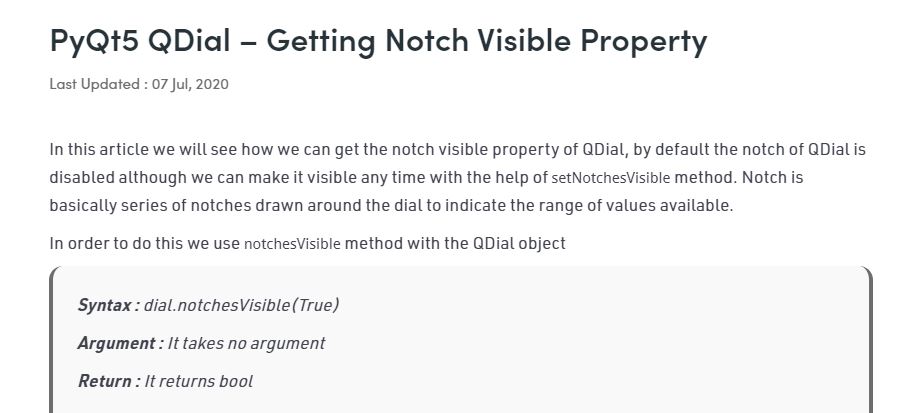 PyQt5 QDial – Getting Notch Visible Property
Last Updated : 07 Jul, 2020
In this article we will see how we can get the notch visible property of QDial, by default the notch of QDial is
disabled although we can make it visible any time with the help of setNotchesVisible method. Notch is
basically series of notches drawn around the dial to indicate the range of values available.
In order to do this we use notchesVisible method with the QDial object
Syntax : dial.notchesVisible(True)
Argument : It takes no argument
Return : It returns bool